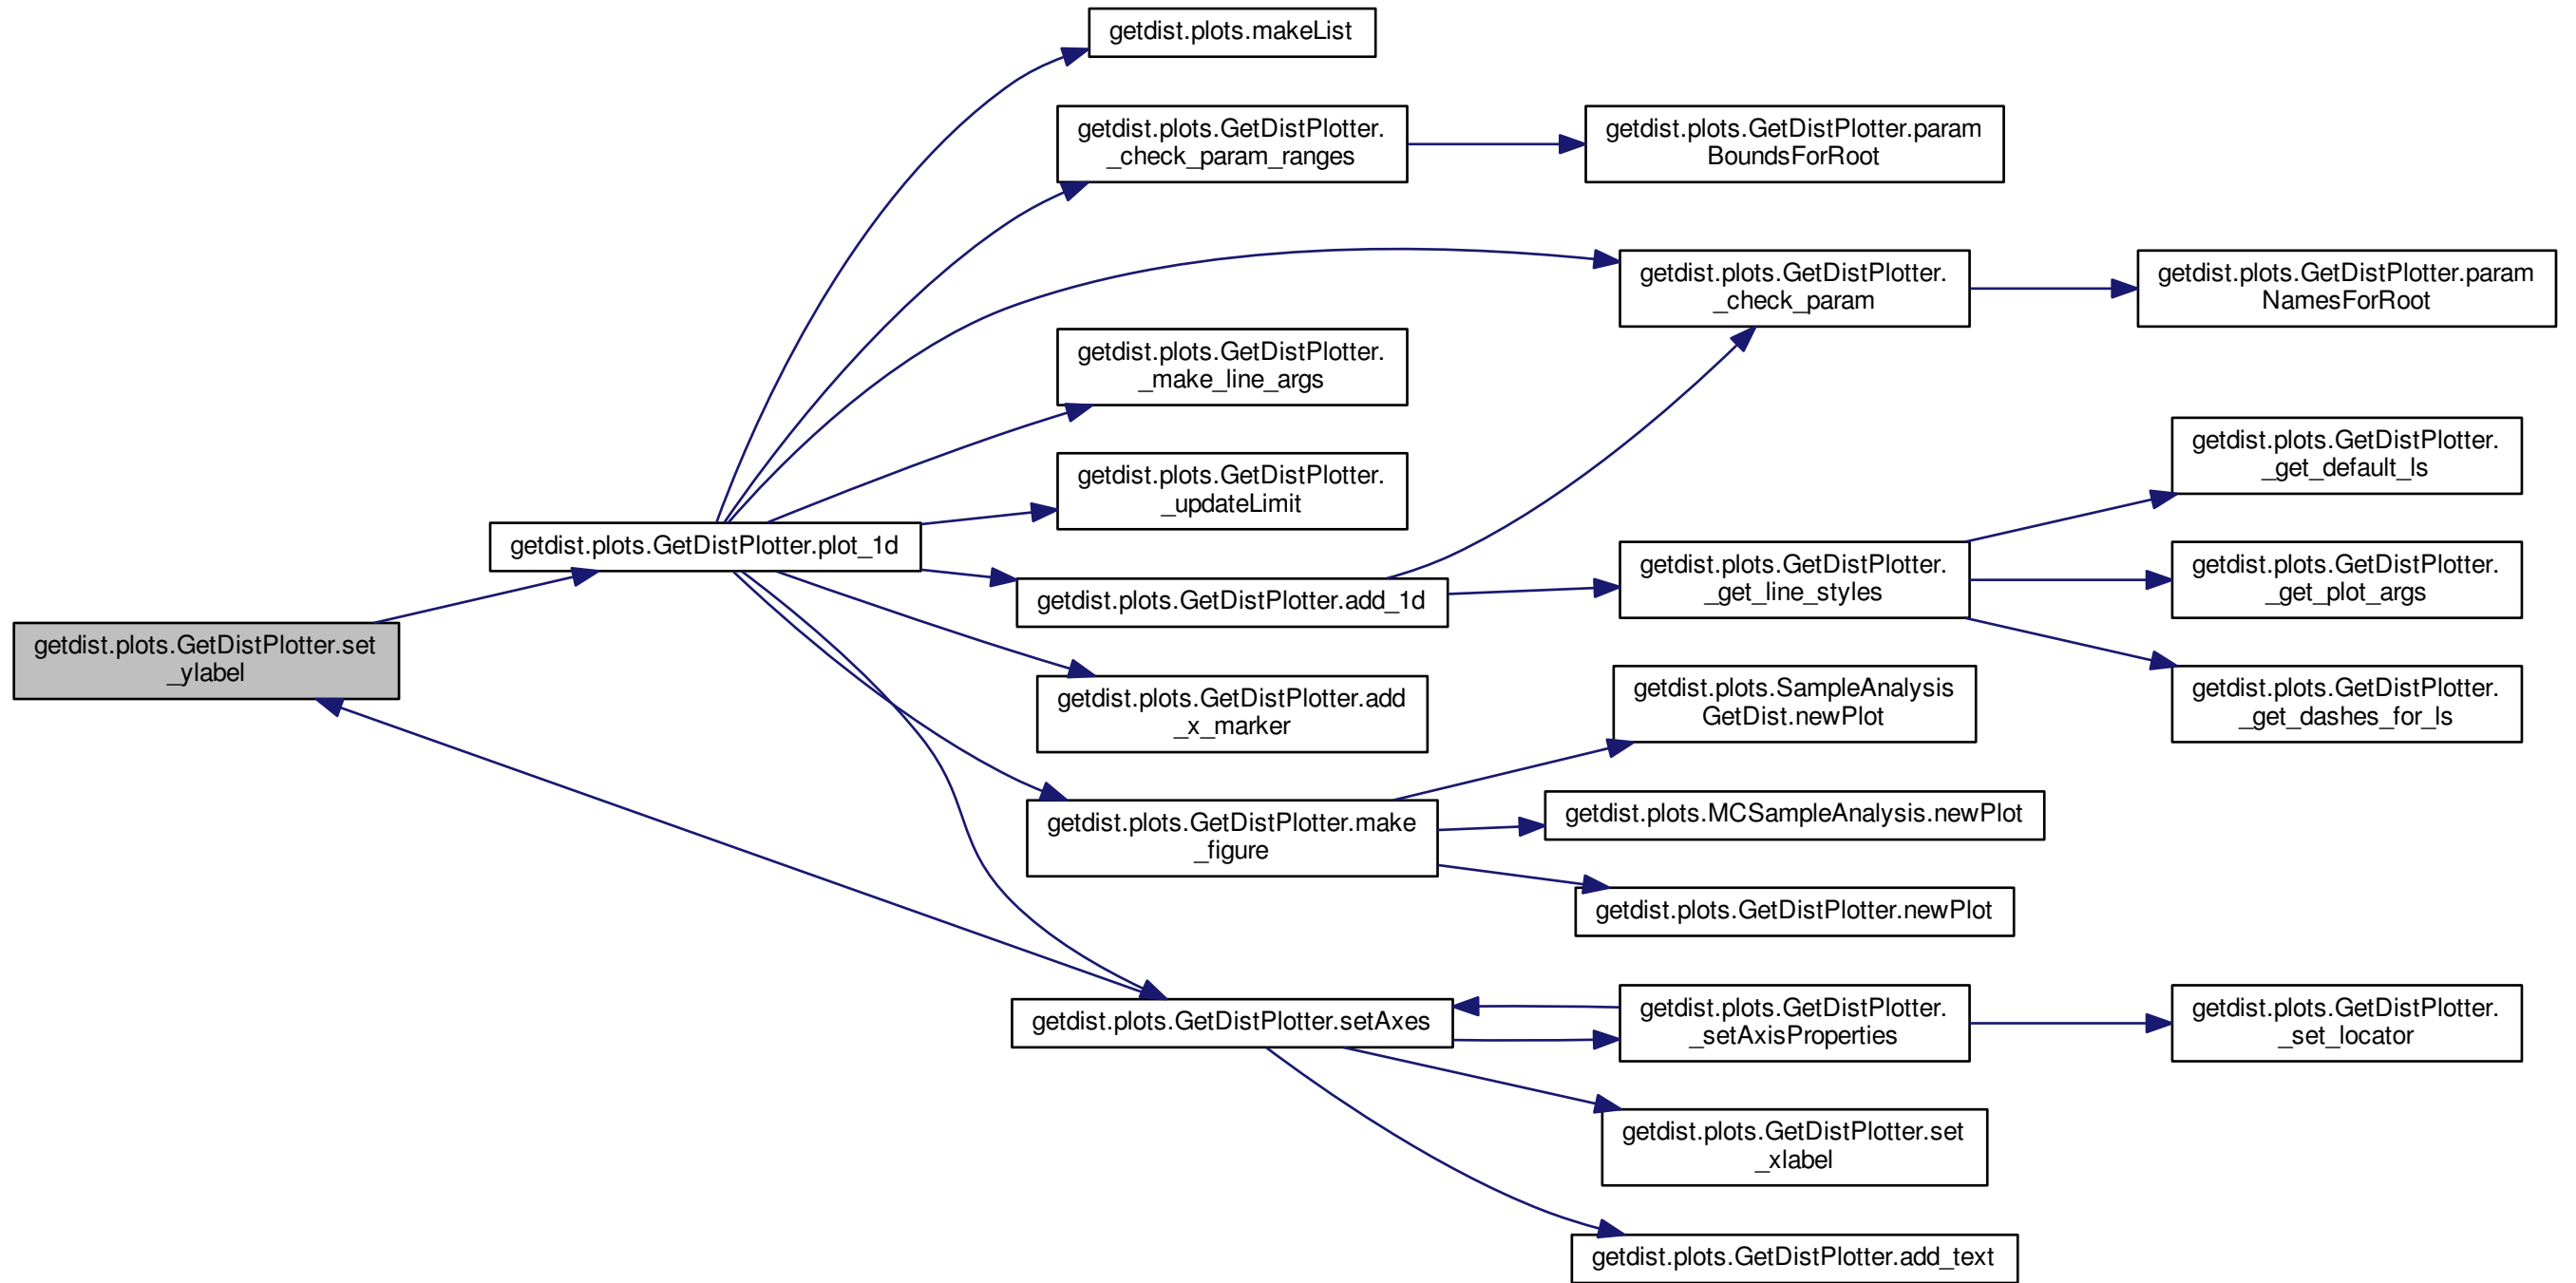 getdist.plots.makeList
getdist.plots.GetDistPlotter.
_check_param_ranges
getdist.plots.GetDistPlotter.param
BoundsForRoot
getdist.plots.GetDistPlotter.
_check_param
getdist.plots.GetDistPlotter.param
NamesForRoot
getdist.plots.GetDistPlotter.
_make_line_args
getdist.plots.GetDistPlotter.
_get_default_ls
getdist.plots.GetDistPlotter.
_updateLimit
getdist.plots.GetDistPlotter.plot_1d
getdist.plots.GetDistPlotter.add_1d
getdist.plots.GetDistPlotter.
_get_line_styles
getdist.plots.GetDistPlotter.
_get_plot_args
getdist.plots.GetDistPlotter.set
_ylabel
getdist.plots.GetDistPlotter.add
_x_marker
getdist.plots.SampleAnalysis
GetDist.newPlot
getdist.plots.GetDistPlotter.
_get_dashes_for_ls
getdist.plots.GetDistPlotter.make
_figure
getdist.plots.MCSampleAnalysis.newPlot
getdist.plots.GetDistPlotter.newPlot
getdist.plots.GetDistPlotter.setAxes
getdist.plots.GetDistPlotter.
_setAxisProperties
getdist.plots.GetDistPlotter.
_set_locator
getdist.plots.GetDistPlotter.set
_xlabel
getdist.plots.GetDistPlotter.add_text